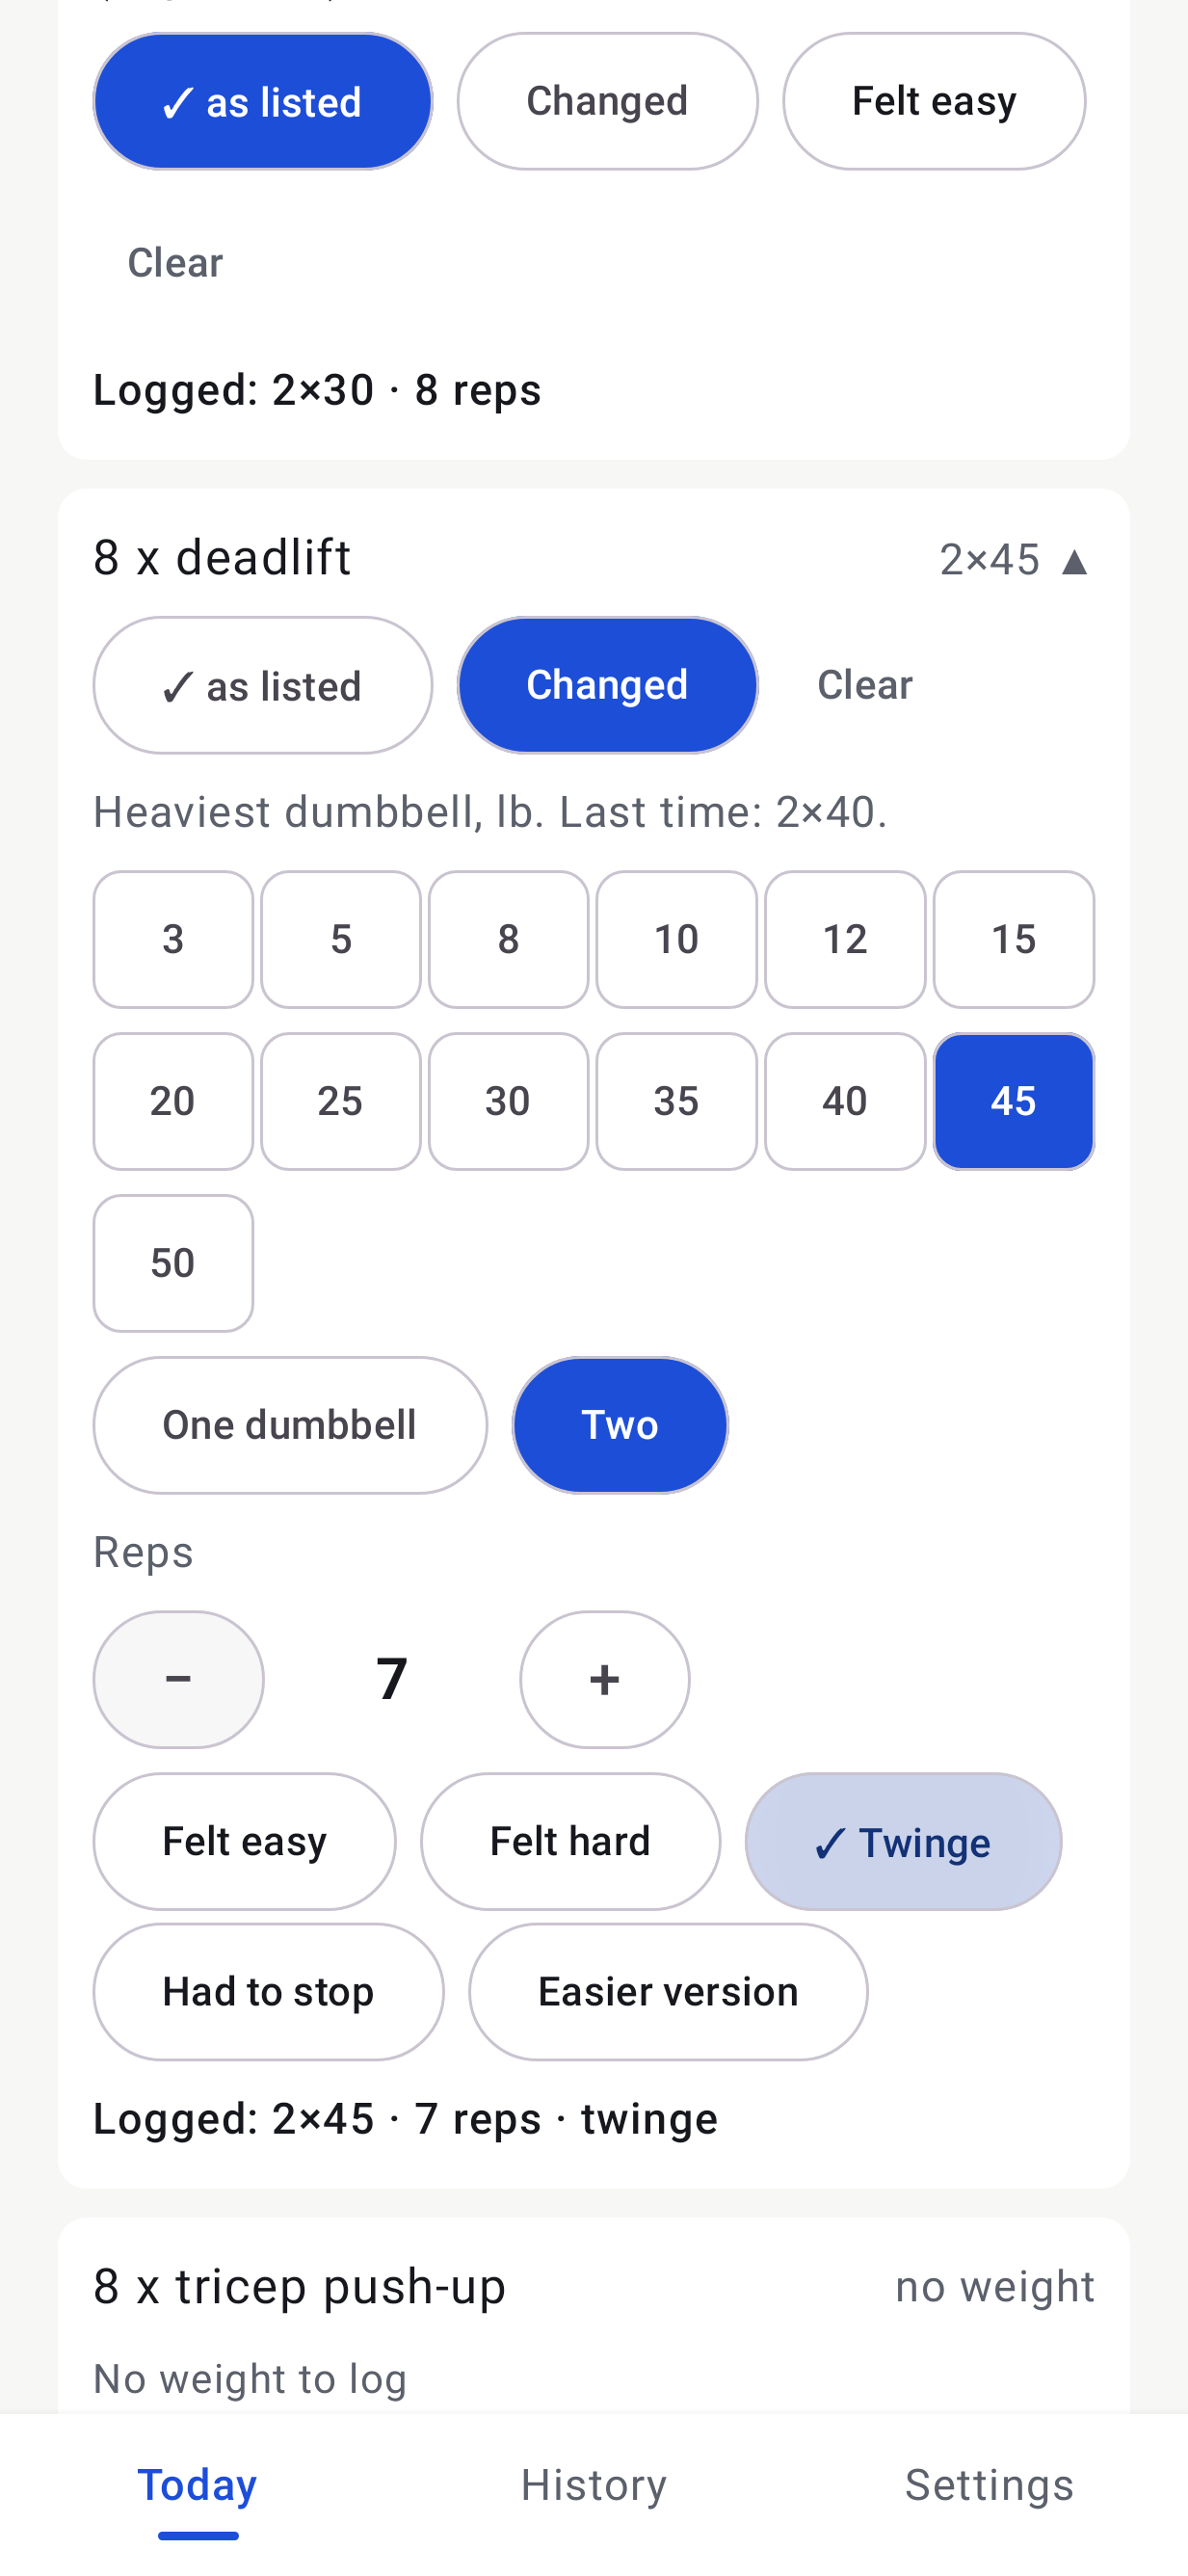 ✓ as listed Changed Felt easy
Clear
Logged: 2×30 · 8 reps
8 x deadlift 2×45 ▲
✓ as listed Changed Clear
Heaviest dumbbell, lb. Last time: 2×40.
3 5 8 10 12 15
20 25 30 35 40 45
50
One dumbbell Two
Reps
− 7 +
Felt easy Felt hard ✓ Twinge
Had to stop Easier version
Logged: 2×45 · 7 reps · twinge
8 x tricep push-up no weight
No weight to log
Today History Settings